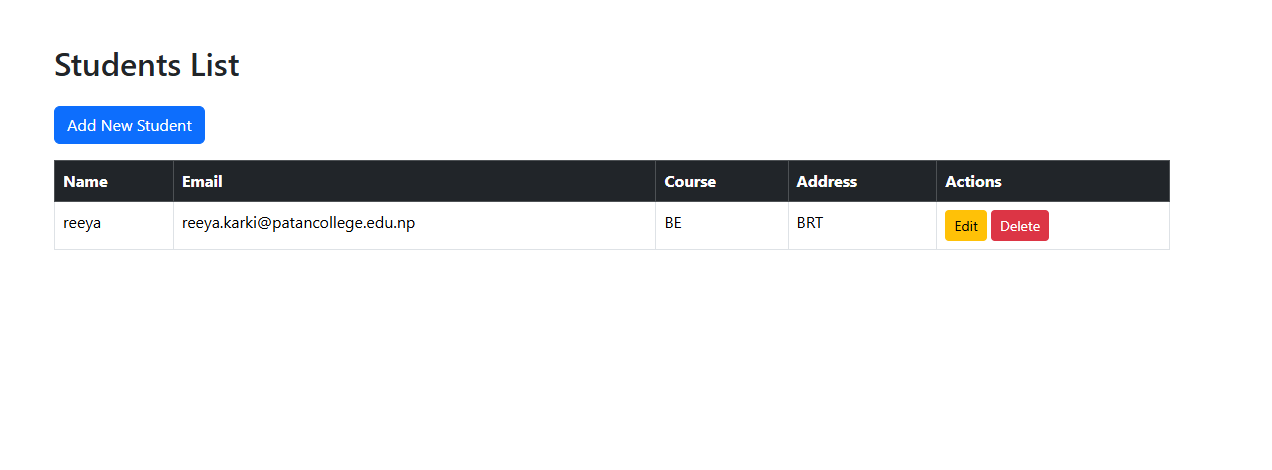 Students List
Add New Student
Name Email Course Address Actions
reeya reeya.karki@patancollege.edu.np BE BRT Edit Delete